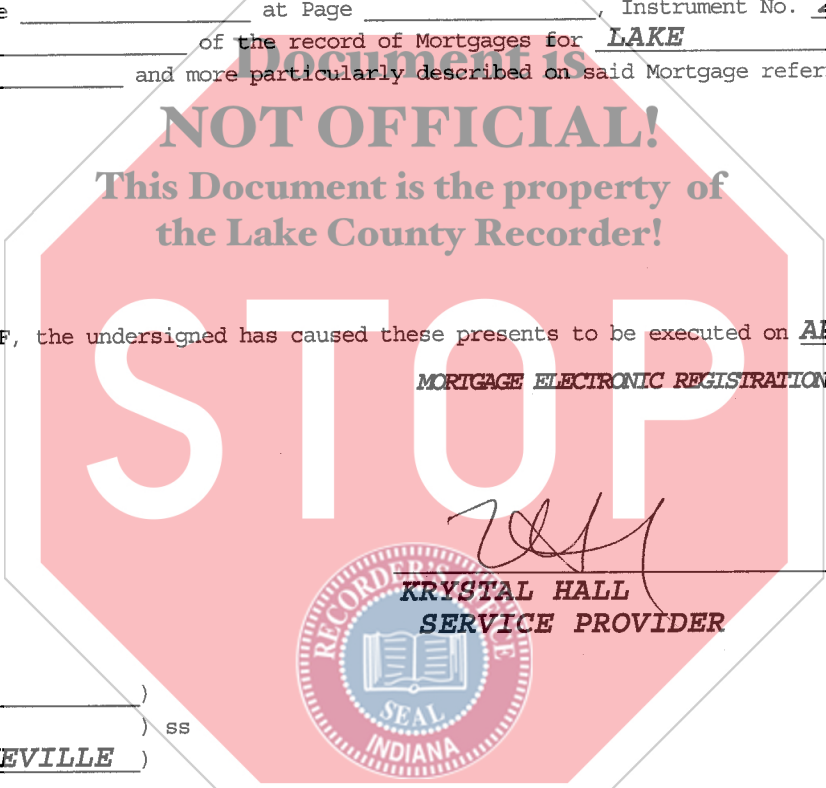 at Page , Instrument No.
of the record of Mortgages for LAKE
Document is
and more particularly described on said Mortgage
NOT OFFICIAL!
This Document is the property of
the Lake County Recorder!
STOP
, the undersigned has caused these presents to be executed on
MORTGAGE ELECTRONIC REGISTRATION
KRYSTAL HALL
SERVICE PROVIDER
RECORDER'S OFFICE
SEAL
INDIANA
)
) ss
EVILLE )